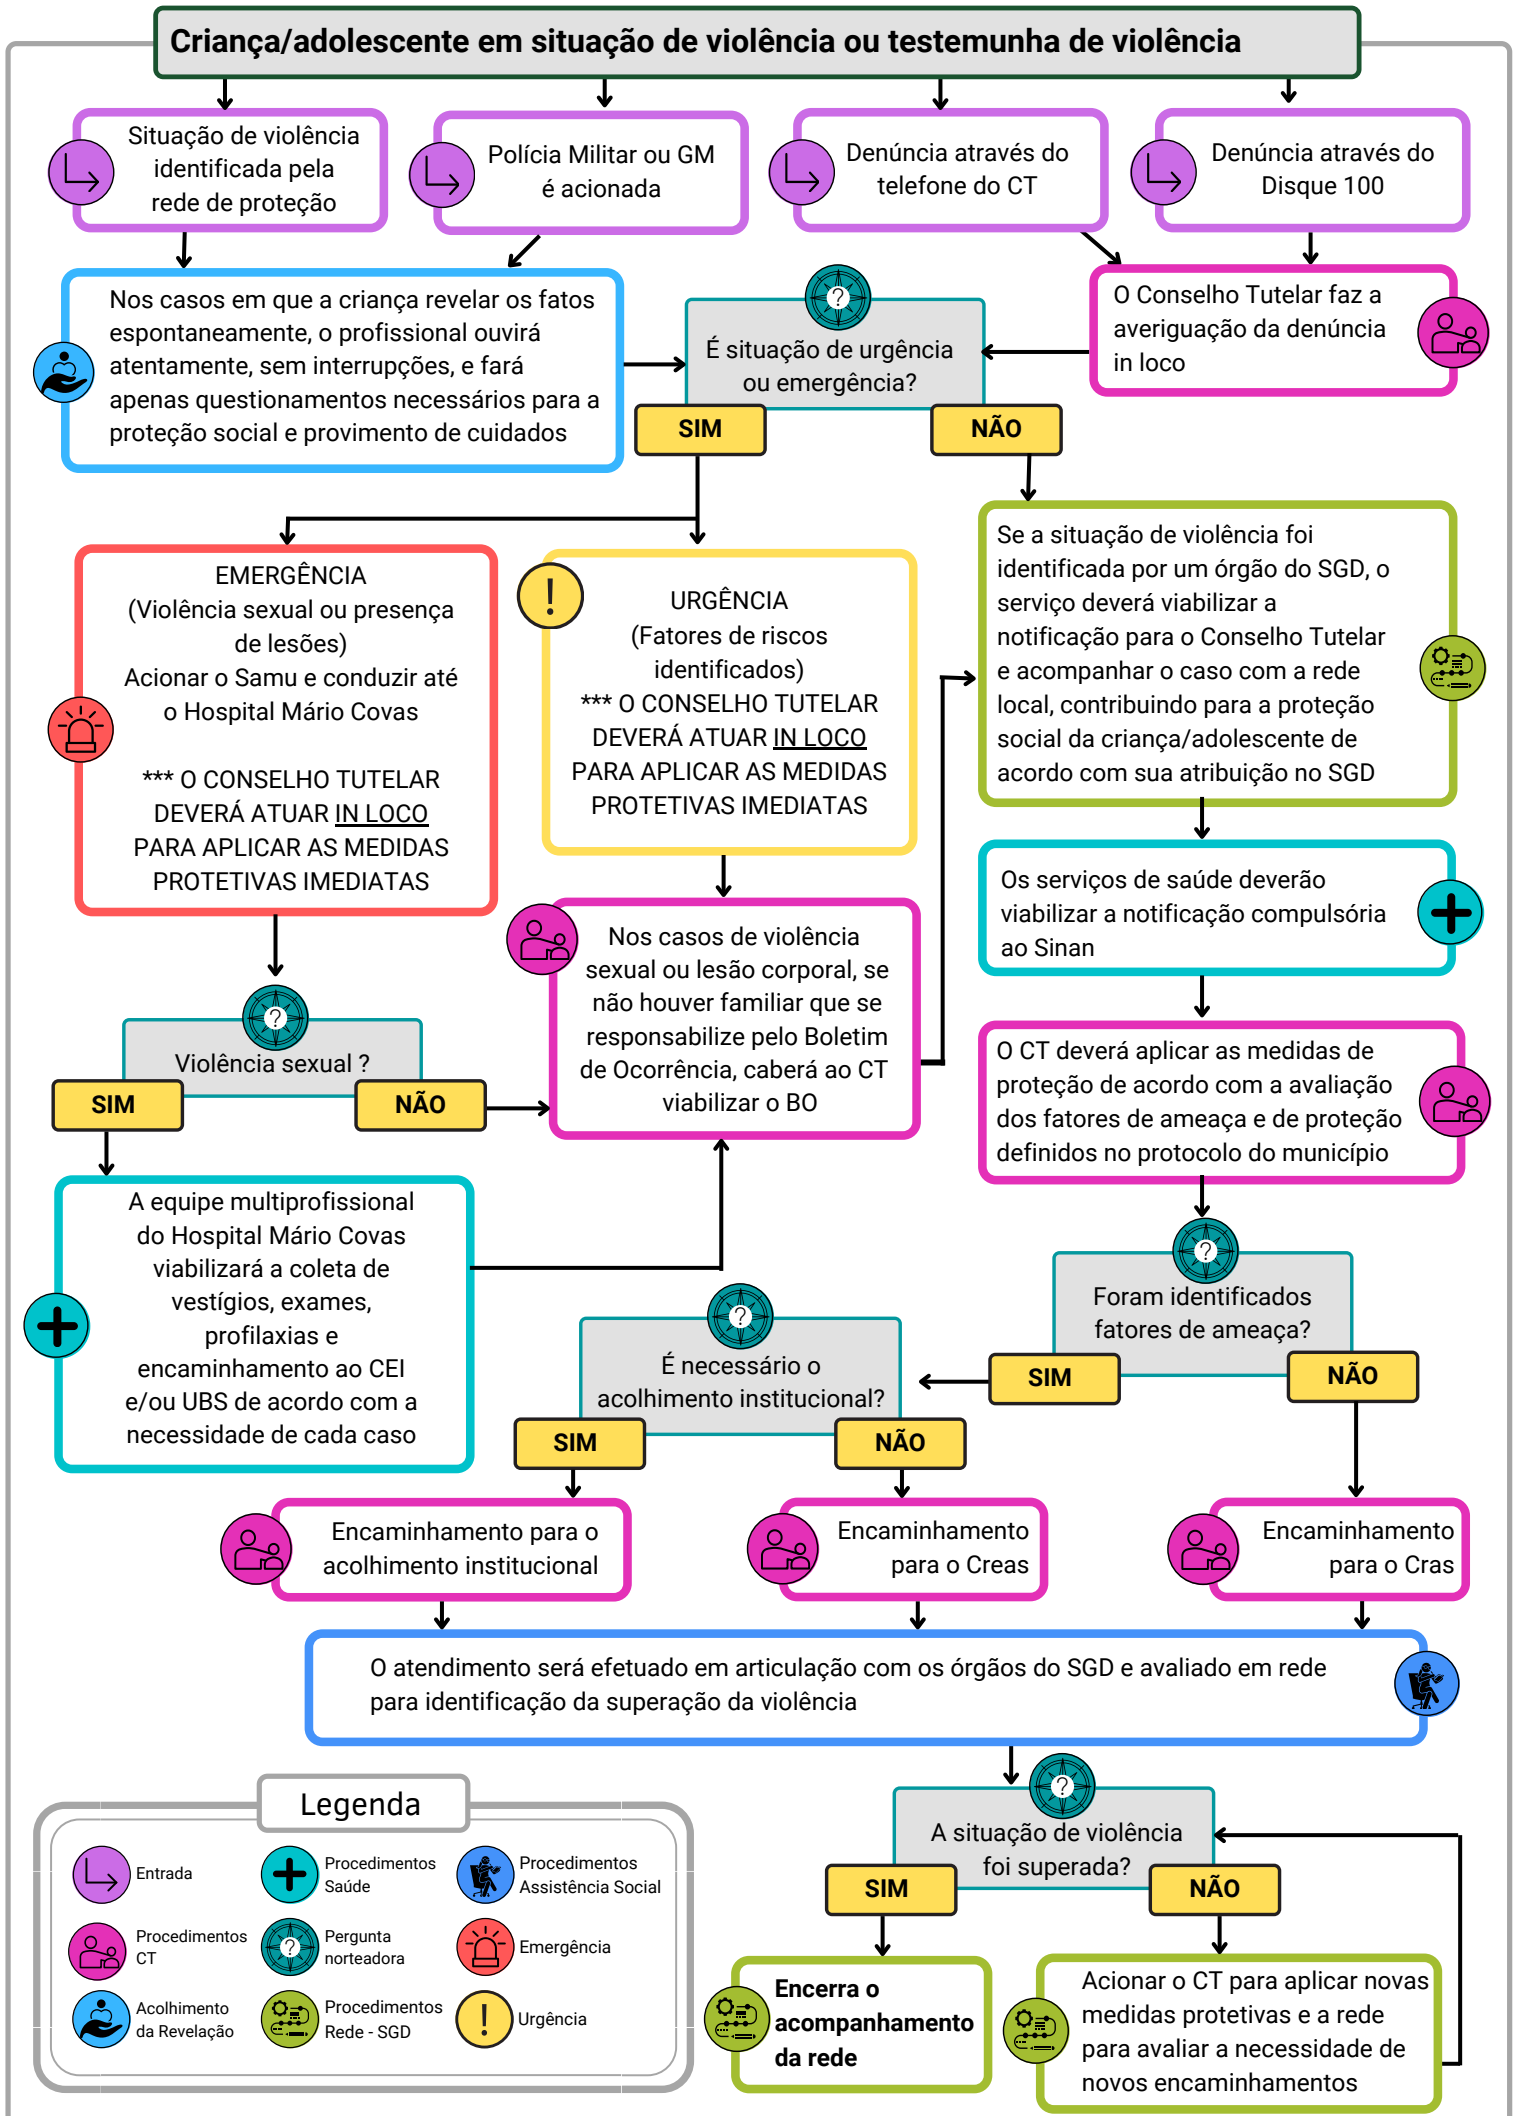 Criança/adolescente em situação de violência ou testemunha de violência
Situação de violência
identificada pela
rede de proteção
Polícia Militar ou GM
é acionada
Denúncia através do
telefone do CT
Denúncia através do
Disque 100
Nos casos em que a criança revelar os fatos
espontaneamente, o profissional ouvirá
atentamente, sem interrupções, e fará
apenas questionamentos necessários para a
proteção social e provimento de cuidados
?
É situação de urgência
ou emergência?
SIM
NÃO
O Conselho Tutelar faz a
averiguação da denúncia
in loco
EMERGÊNCIA
(Violência sexual ou presença
de lesões)
Acionar o Samu e conduzir até
o Hospital Mário Covas
*** O CONSELHO TUTELAR
DEVERÁ ATUAR IN LOCO
PARA APLICAR AS MEDIDAS
PROTETIVAS IMEDIATAS
!
URGÊNCIA
(Fatores de riscos
identificados)
*** O CONSELHO TUTELAR
DEVERÁ ATUAR IN LOCO
PARA APLICAR AS MEDIDAS
PROTETIVAS IMEDIATAS
Se a situação de violência foi
identificada por um órgão do SGD, o
serviço deverá viabilizar a
notificação para o Conselho Tutelar
e acompanhar o caso com a rede
local, contribuindo para a proteção
social da criança/adolescente de
acordo com sua atribuição no SGD
Os serviços de saúde deverão
viabilizar a notificação compulsória
ao Sinan
Nos casos de violência
sexual ou lesão corporal, se
não houver familiar que se
responsabilize pelo Boletim
de Ocorrência, caberá ao CT
viabilizar o BO
?
Violência sexual ?
SIM
NÃO
O CT deverá aplicar as medidas de
proteção de acordo com a avaliação
dos fatores de ameaça e de proteção
definidos no protocolo do município
A equipe multiprofissional
do Hospital Mário Covas
viabilizará a coleta de
vestígios, exames,
profilaxias e
encaminhamento ao CEI
e/ou UBS de acordo com a
necessidade de cada caso
?
Foram identificados
fatores de ameaça?
SIM
NÃO
?
É necessário o
acolhimento institucional?
SIM
NÃO
Encaminhamento para o
acolhimento institucional
Encaminhamento
para o Creas
Encaminhamento
para o Cras
O atendimento será efetuado em articulação com os órgãos do SGD e avaliado em rede
para identificação da superação da violência
?
A situação de violência
foi superada?
SIM
NÃO
Encerra o
acompanhamento
da rede
Acionar o CT para aplicar novas
medidas protetivas e a rede
para avaliar a necessidade de
novos encaminhamentos
Legenda
Entrada
Procedimentos
Saúde
Procedimentos
Assistência Social
Procedimentos
CT
?
Pergunta
norteadora
Emergência
Acolhimento
da Revelação
Procedimentos
Rede - SGD
!
Urgência